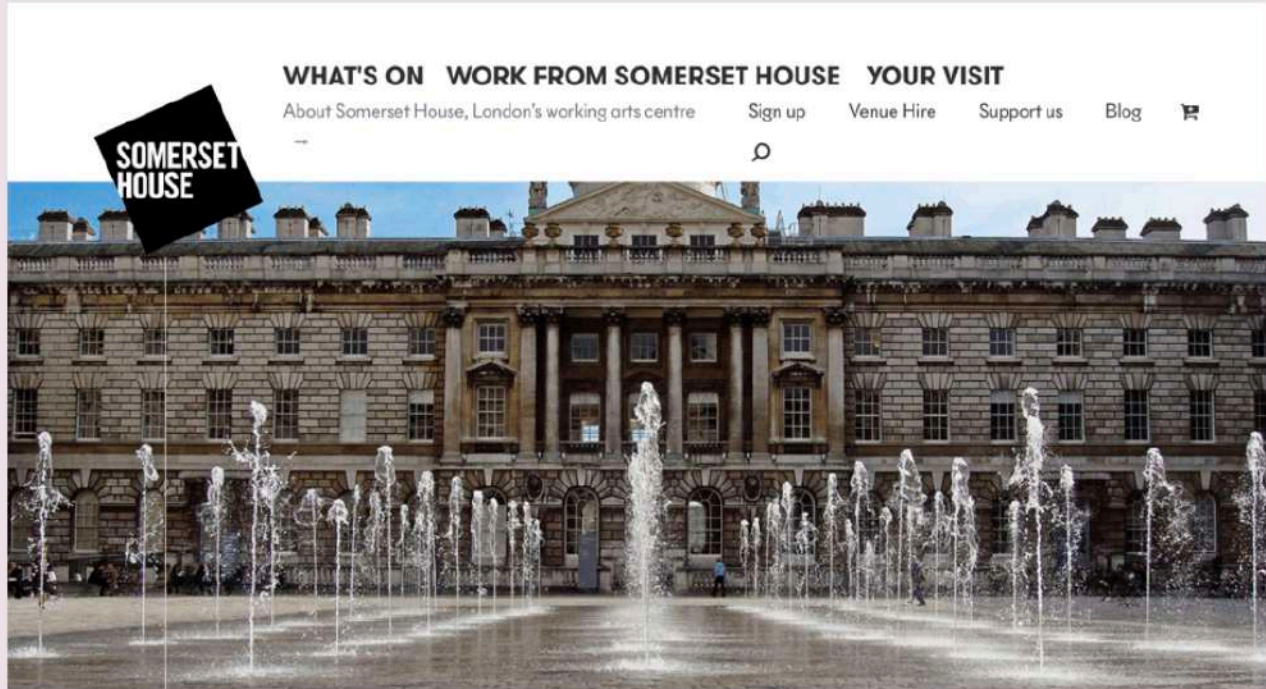 WHAT'S ON WORK FROM SOMERSET HOUSE YOUR VISIT
About Somerset House, London's working arts centre Sign up Venue Hire Support us Blog
→
SOMERSET
HOUSE